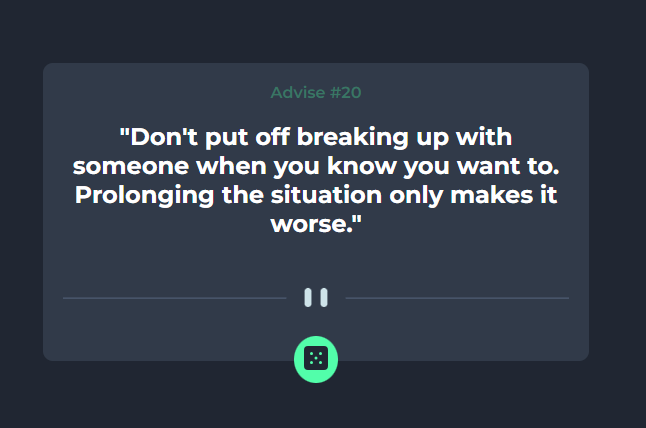 Advise #20
"Don't put off breaking up with
someone when you know you want to.
Prolonging the situation only makes it
worse."